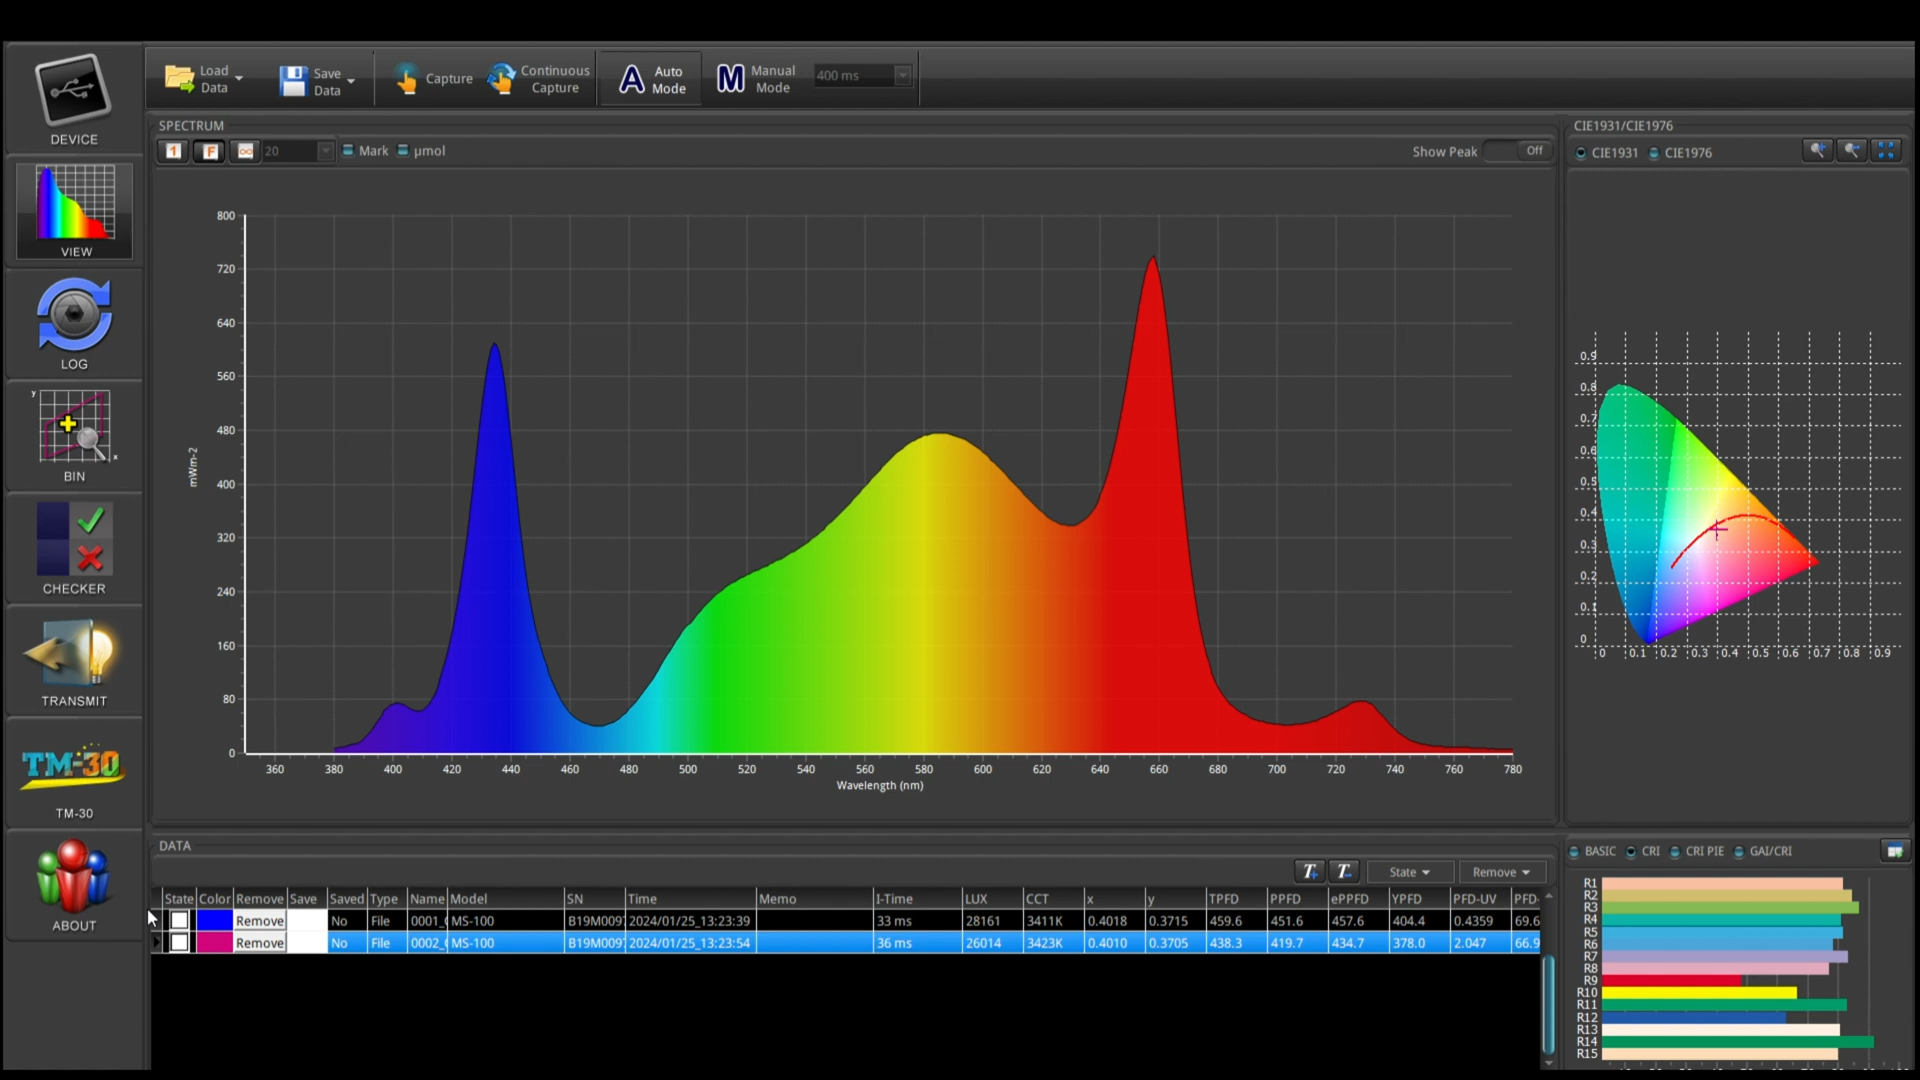 Load Data
Save Data
Capture
Continuous Capture
A Auto Mode
M Manual Mode
400 ms
DEVICE
VIEW
LOG
y
x
BIN
CHECKER
TRANSMIT
TM-30
TM-30
ABOUT
SPECTRUM
1 F ∞ 20 Mark µmol
Show Peak Off
800
720
640
560
480
400
320
240
160
80
0
mWm-2
360 380 400 420 440 460 480 500 520 540 560 580 600 620 640 660 680 700 720 740 760 780
Wavelength (nm)
CIE1931/CIE1976
CIE1931 CIE1976
0.9
0.8
0.7
0.6
0.5
0.4
0.3
0.2
0.1
0
0 0.1 0.2 0.3 0.4 0.5 0.6 0.7 0.8 0.9
DATA
T+ T- State Remove
State Color Remove Save Saved Type Name Model SN Time Memo I-Time LUX CCT x y TPFD PPFD ePPFD YPFD PFD-UV PFD-
Remove No File 0001_ MS-100 B19M009 2024/01/25_13:23:39 33 ms 28161 3411K 0.4018 0.3715 459.6 451.6 457.6 404.4 0.4359 69.6
Remove No File 0002_ MS-100 B19M009 2024/01/25_13:23:54 36 ms 26014 3423K 0.4010 0.3705 438.3 419.7 434.7 378.0 2.047 66.9
BASIC CRI CRI PIE GAI/CRI
R1
R2
R3
R4
R5
R6
R7
R8
R9
R10
R11
R12
R13
R14
R15